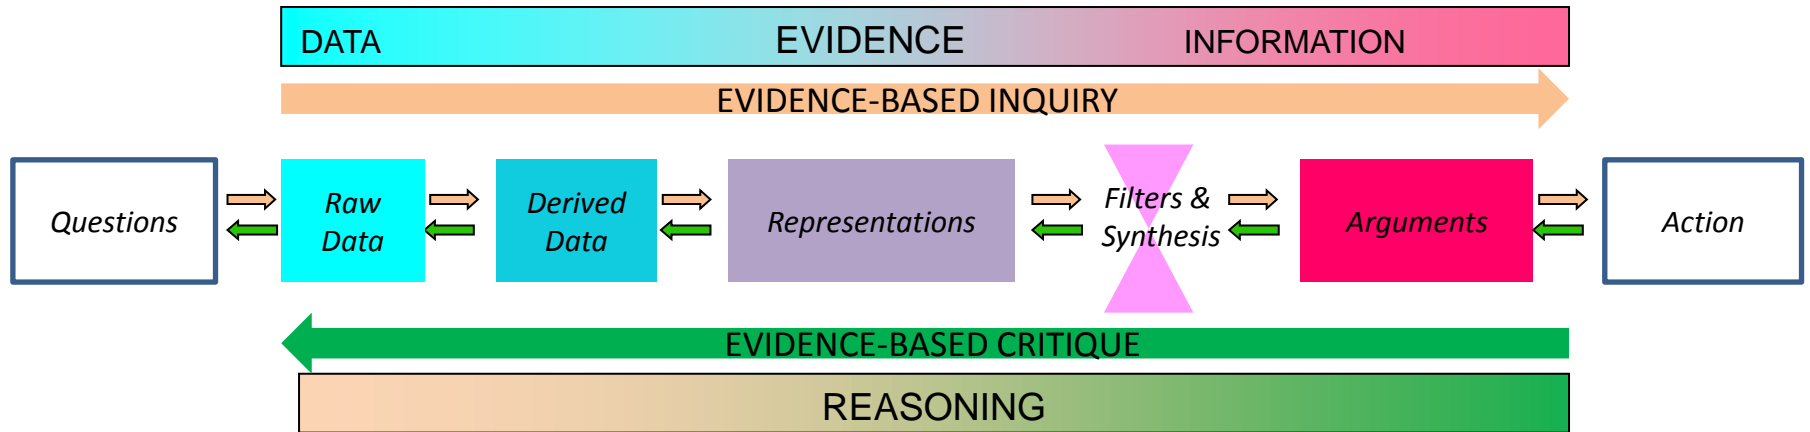 DATA EVIDENCE INFORMATION
EVIDENCE-BASED INQUIRY
Questions
Raw
Data
Derived
Data
Representations
Filters &
Synthesis
Arguments
Action
EVIDENCE-BASED CRITIQUE
REASONING